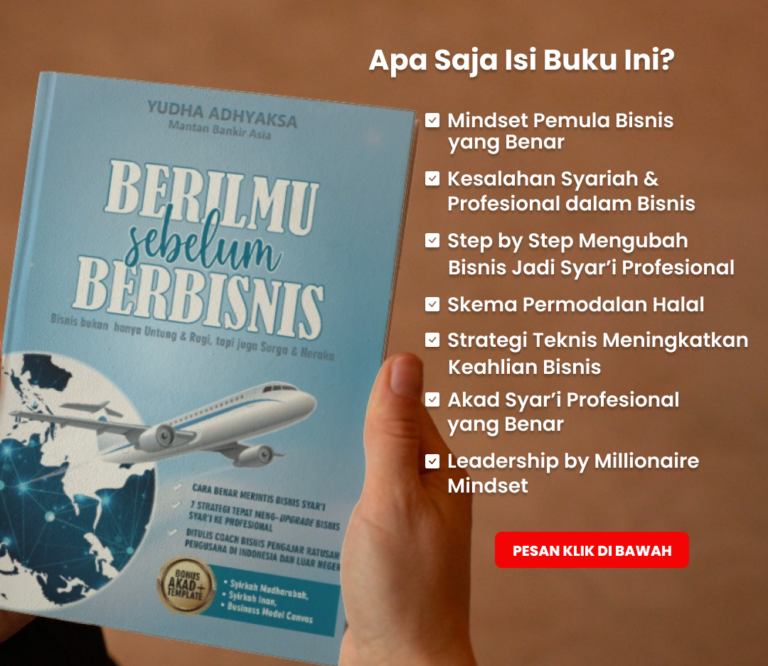 Apa Saja Isi Buku Ini?
Mindset Pemula Bisnis
yang Benar
Kesalahan Syariah &
Profesional dalam Bisnis
Step by Step Mengubah
Bisnis Jadi Syar'i Profesional
Skema Permodalan Halal
Strategi Teknis Meningkatkan
Keahlian Bisnis
Akad Syar'i Profesional
yang Benar
Leadership by Millionaire
Mindset
PESAN KLIK DI BAWAH
YUDHA ADHYAKSA
Mantan Bankir Asia
BERILMU
sebelum
BERBISNIS
Bisnis bukan hanya Untung & Rugi, tapi juga Surga & Neraka
CARA BENAR MERINTIS BISNIS SYAR'I
7 STRATEGI TEPAT MENG-UPGRADE BISNIS
SYAR'I KE PROFESIONAL
DITULIS COACH BISNIS PENGAJAR RATUSAN
PENGUSAHA DI INDONESIA DAN LUAR NEGERI
BONUS
AKAD+
TEMPLATE
• Syirkah Mudharabah,
• Syirkah Inan,
• Business Model Canvas